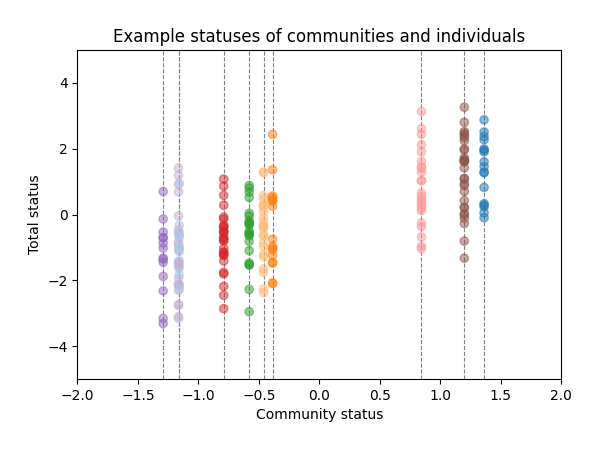 Example statuses of communities and individuals
Total status
4
2
0
−2
−4
−2.0 −1.5 −1.0 −0.5 0.0 0.5 1.0 1.5 2.0
Community status